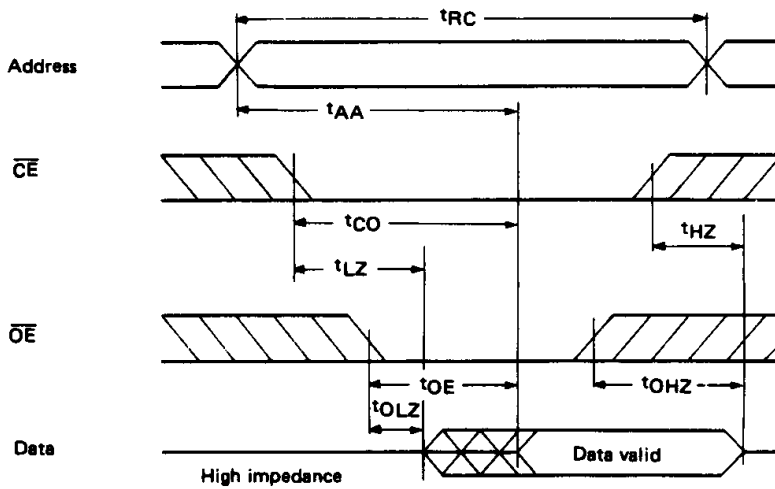 tRC
Address
tAA
CE
tCO
tHZ
tLZ
OE
tOE
tOHZ
tOLZ
Data
Data valid
High impedance